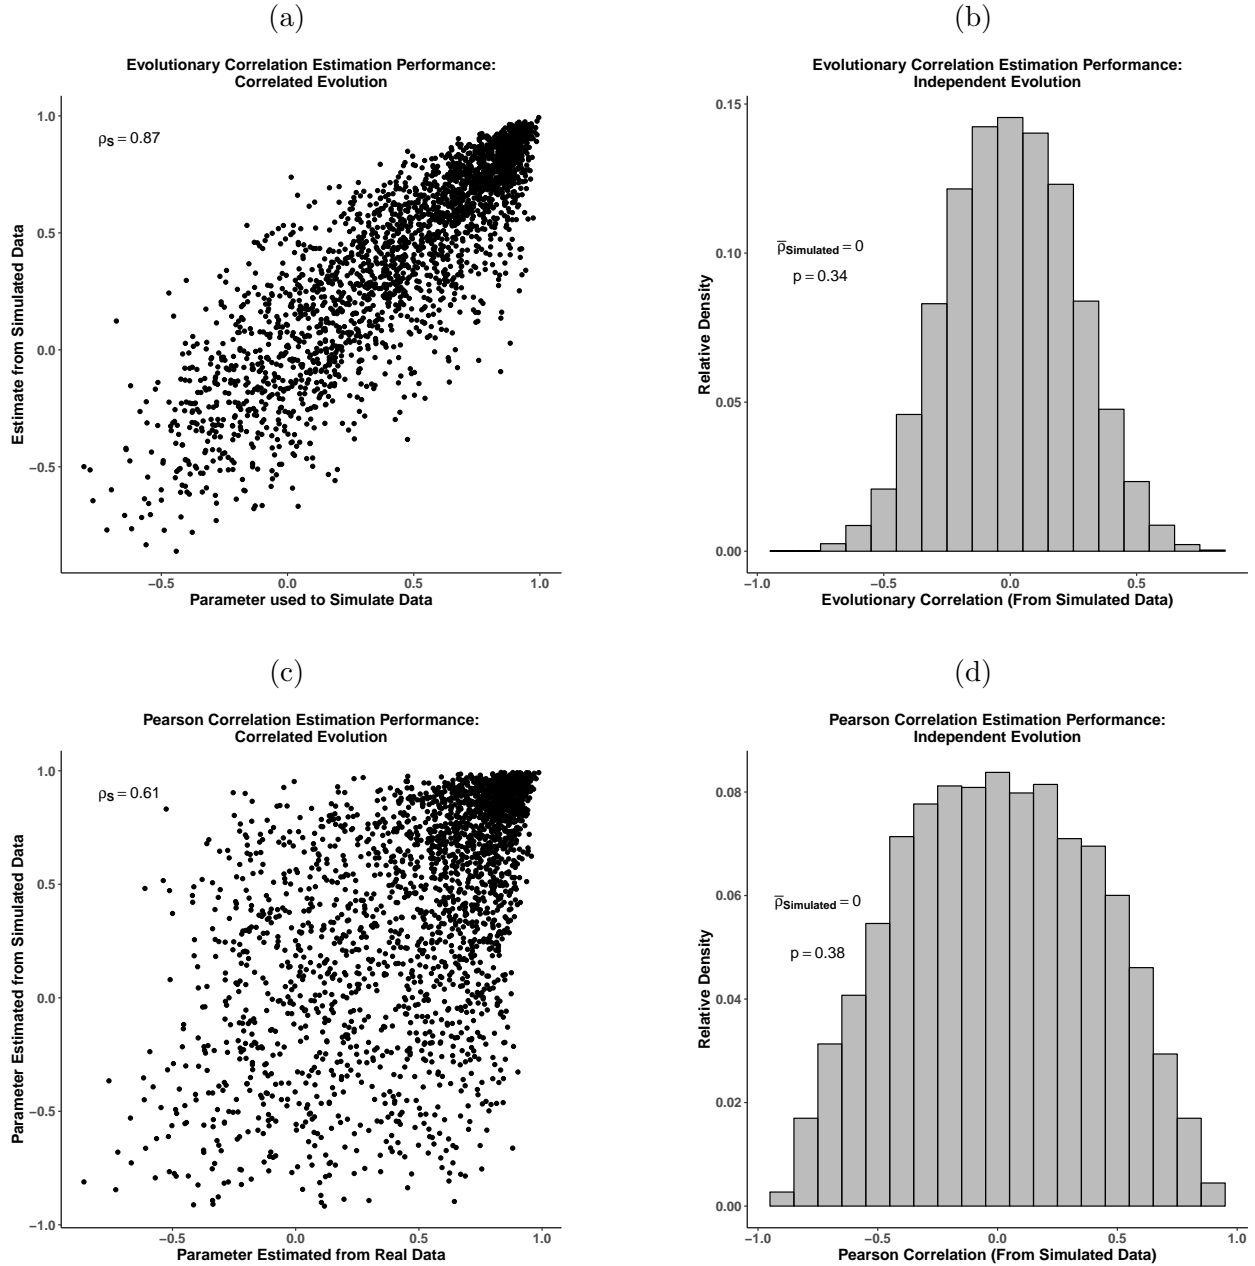 (a)
Evolutionary Correlation Estimation Performance:
Correlated Evolution
ρS = 0.87
1.0
0.5
0.0
−0.5
Estimate from Simulated Data
−0.5
0.0
0.5
1.0
Parameter used to Simulate Data
(b)
Evolutionary Correlation Estimation Performance:
Independent Evolution
ρ̅Simulated = 0
p = 0.34
0.15
0.10
0.05
0.00
Relative Density
−1.0
−0.5
0.0
0.5
Evolutionary Correlation (From Simulated Data)
(c)
Pearson Correlation Estimation Performance:
Correlated Evolution
ρS = 0.61
1.0
0.5
0.0
−0.5
−1.0
Parameter Estimated from Simulated Data
−0.5
0.0
0.5
1.0
Parameter Estimated from Real Data
(d)
Pearson Correlation Estimation Performance:
Independent Evolution
ρ̅Simulated = 0
p = 0.38
0.08
0.06
0.04
0.02
0.00
Relative Density
−1.0
−0.5
0.0
0.5
1.0
Pearson Correlation (From Simulated Data)